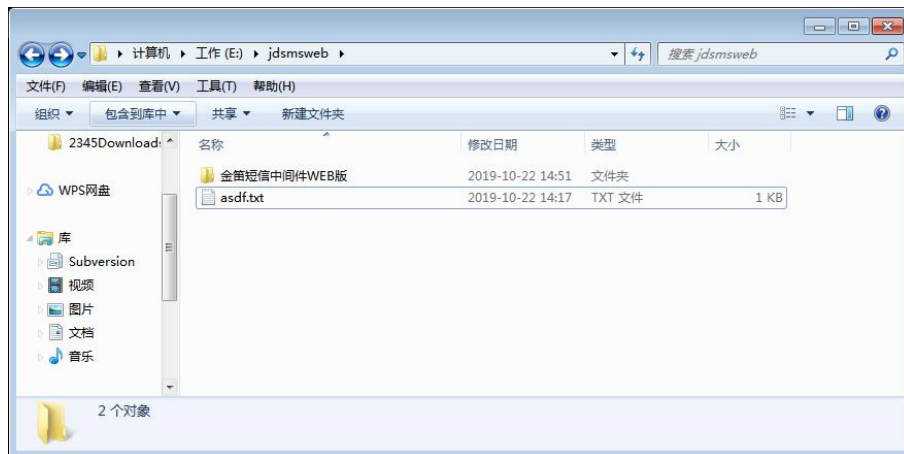 计算机 工作 (E:) jdsmsweb 搜索 jdsmsweb
文件(F) 编辑(E) 查看(V) 工具(T) 帮助(H)
组织 包含到库中 共享 新建文件夹
2345Download
WPS网盘
库
Subversion
视频
图片
文档
音乐
名称 修改日期 类型 大小
金笛短信中间件WEB版 2019-10-22 14:51 文件夹
asdf.txt 2019-10-22 14:17 TXT 文件 1 KB
2 个对象